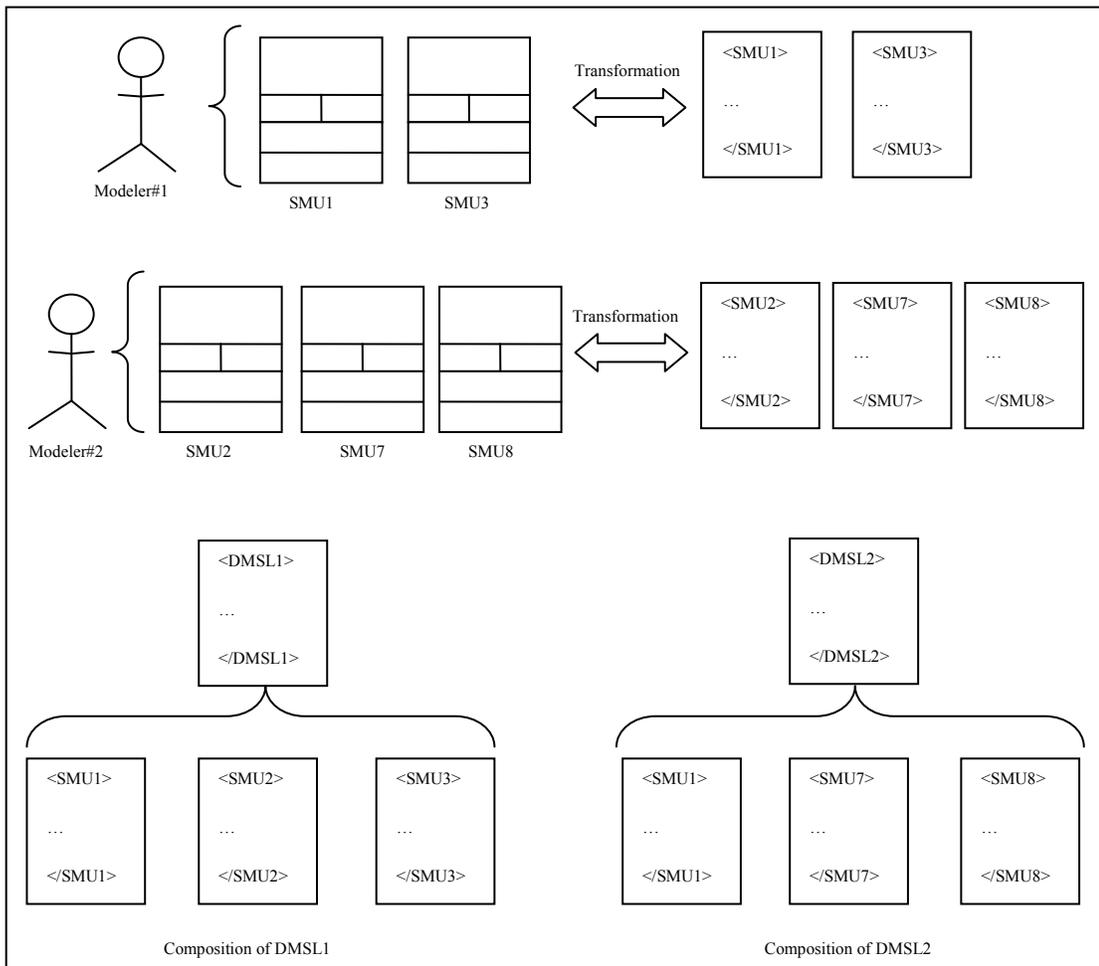 Transformation
<SMU1>
…
</SMU1>
<SMU3>
…
</SMU3>
Modeler#1
SMU1
SMU3
Transformation
<SMU2>
…
</SMU2>
<SMU7>
…
</SMU7>
<SMU8>
…
</SMU8>
Modeler#2
SMU2
SMU7
SMU8
<DMSL1>
…
</DMSL1>
<SMU1>
…
</SMU1>
<SMU2>
…
</SMU2>
<SMU3>
…
</SMU3>
Composition of DMSL1
<DMSL2>
…
</DMSL2>
<SMU1>
…
</SMU1>
<SMU7>
…
</SMU7>
<SMU8>
…
</SMU8>
Composition of DMSL2